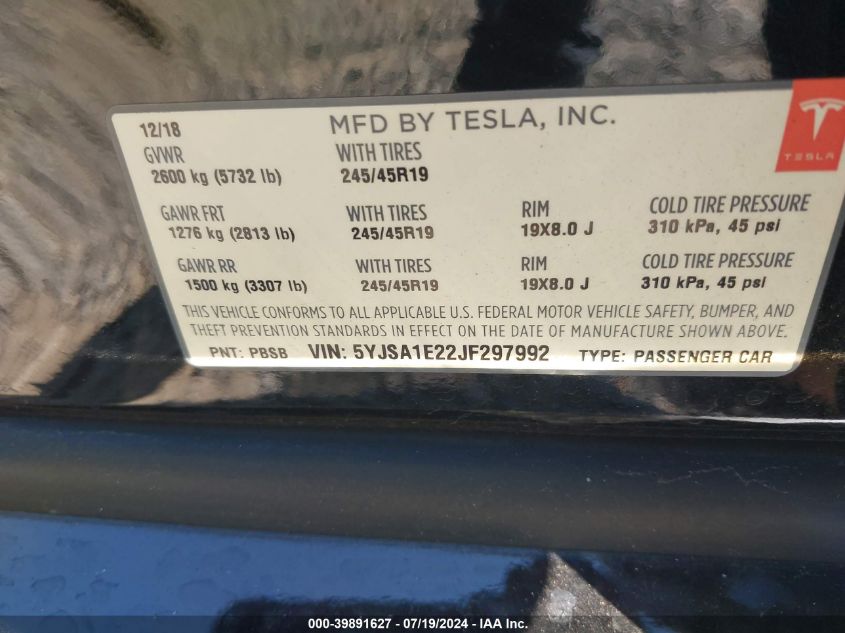 12/18 MFD BY TESLA, INC.
TESLA
GVWR WITH TIRES
2600 kg (5732 lb) 245/45R19
GAWR FRT WITH TIRES RIM COLD TIRE PRESSURE
1276 kg (2813 lb) 245/45R19 19X8.0 J 310 kPa, 45 psi
GAWR RR WITH TIRES RIM COLD TIRE PRESSURE
1500 kg (3307 lb) 245/45R19 19X8.0 J 310 kPa, 45 psi
THIS VEHICLE CONFORMS TO ALL APPLICABLE U.S. FEDERAL MOTOR VEHICLE SAFETY, BUMPER, AND
THEFT PREVENTION STANDARDS IN EFFECT ON THE DATE OF MANUFACTURE SHOWN ABOVE.
PNT: PBSB VIN: 5YJSA1E22JF297992 TYPE: PASSENGER CAR
000-39891627 - 07/19/2024 - IAAI.com